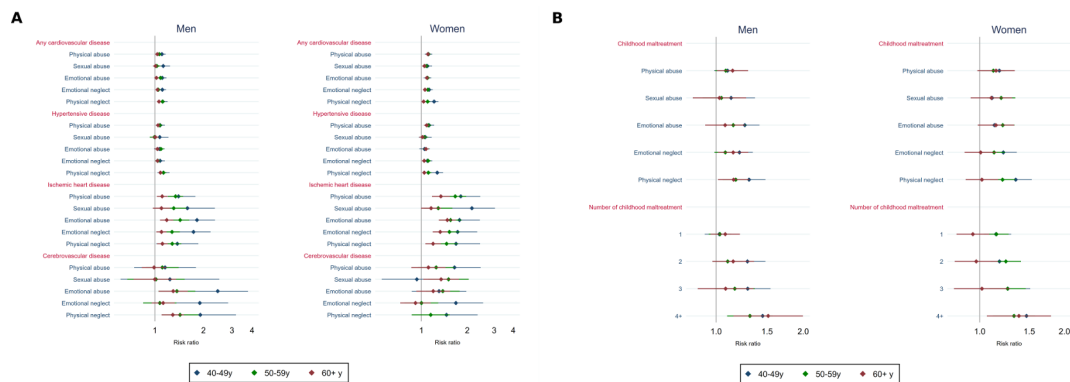 A
Men
Women
Any cardiovascular disease
Physical abuse
Sexual abuse
Emotional abuse
Emotional neglect
Physical neglect
Hypertensive disease
Physical abuse
Sexual abuse
Emotional abuse
Emotional neglect
Physical neglect
Ischemic heart disease
Physical abuse
Sexual abuse
Emotional abuse
Emotional neglect
Physical neglect
Cerebrovascular disease
Physical abuse
Sexual abuse
Emotional abuse
Emotional neglect
Physical neglect
1 2 3 4
Risk ratio
Any cardiovascular disease
Physical abuse
Sexual abuse
Emotional abuse
Emotional neglect
Physical neglect
Hypertensive disease
Physical abuse
Sexual abuse
Emotional abuse
Emotional neglect
Physical neglect
Ischemic heart disease
Physical abuse
Sexual abuse
Emotional abuse
Emotional neglect
Physical neglect
Cerebrovascular disease
Physical abuse
Sexual abuse
Emotional abuse
Emotional neglect
Physical neglect
1 2 3 4
Risk ratio
40-49y 50-59y 60+ y
B
Men
Women
Childhood maltreatment
Physical abuse
Sexual abuse
Emotional abuse
Emotional neglect
Physical neglect
Number of childhood maltreatment
1
2
3
4+
1.0 1.5 2.0
Risk ratio
Childhood maltreatment
Physical abuse
Sexual abuse
Emotional abuse
Emotional neglect
Physical neglect
Number of childhood maltreatment
1
2
3
4+
1.0 1.5 2.0
Risk ratio
40-49y 50-59y 60+ y